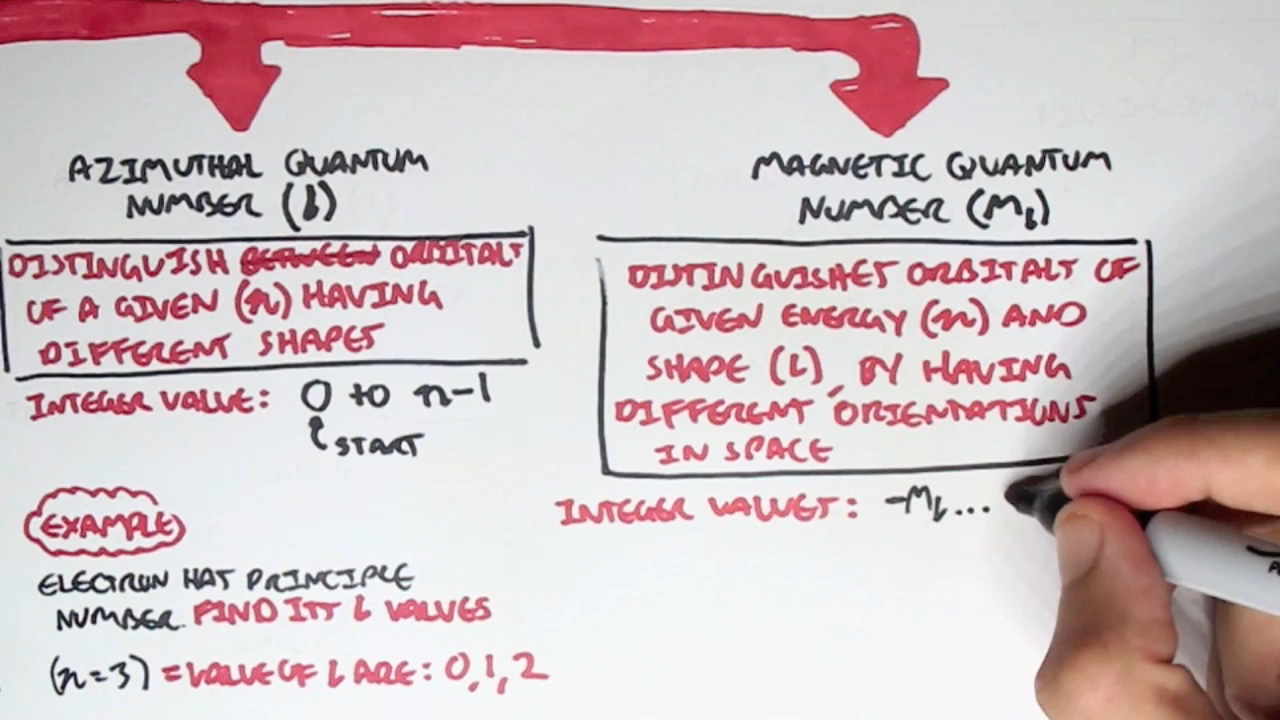 AZIMUTHAL QUANTUM
NUMBER (l)
DISTINGUISH BETWEEN ORBITALS
OF A GIVEN (n) HAVING
DIFFERENT SHAPES
INTEGER VALUE: 0 to n-1
START
EXAMPLE
ELECTRON HAS PRINCIPLE
NUMBER. FIND ITS l VALUES
(n=3) = VALUE OF l ARE: 0,1,2
MAGNETIC QUANTUM
NUMBER (Ml)
DISTINGUISHES ORBITALS OF
GIVEN ENERGY (n) AND
SHAPE (L), BY HAVING
DIFFERENT ORIENTATIONS
IN SPACE
INTEGER VALUES: -Ml...